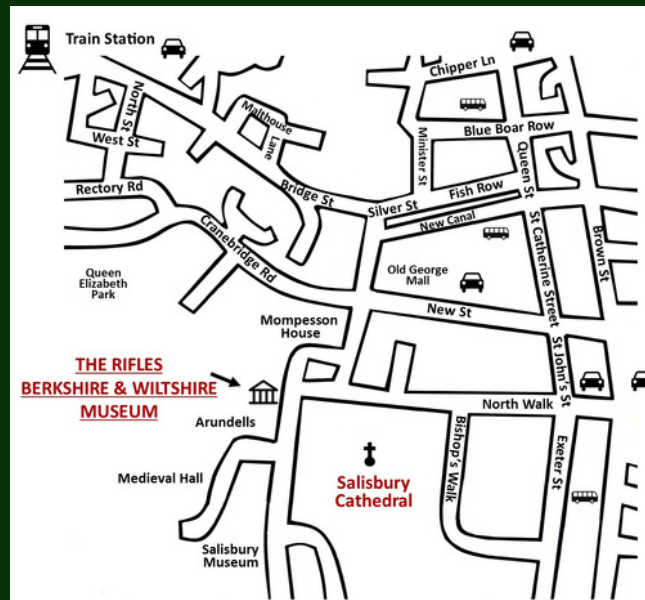 Train Station
Chipper Ln
North St
Malthouse
Lane
Blue Boar Row
West St
Minister St
Queen St
Rectory Rd
Bridge St
Fish Row
Silver St
New Canal
Cranebridge Rd
St Catherine Street
Brown St
Queen
Elizabeth
Park
Old George
Mall
New St
Mompesson
House
St John's St
THE RIFLES
BERKSHIRE & WILTSHIRE
MUSEUM
North Walk
Arundells
Bishop's Walk
Exeter St
Medieval Hall
Salisbury
Cathedral
Salisbury
Museum